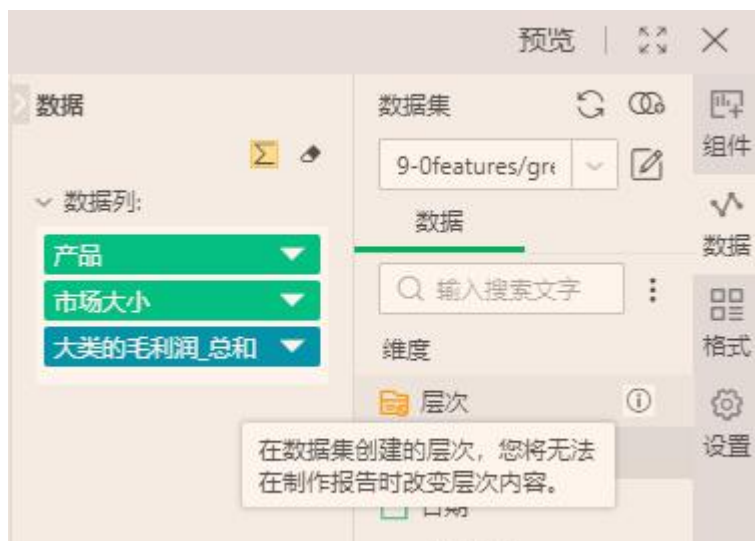 预览
数据
数据集
组件
9-0features/gre
数据列:
数据
数据
产品
市场大小
输入搜索文字
大类的毛利润_总和
维度
格式
层次
设置
在数据集创建的层次，您将无法
在制作报告时改变层次内容。
日期